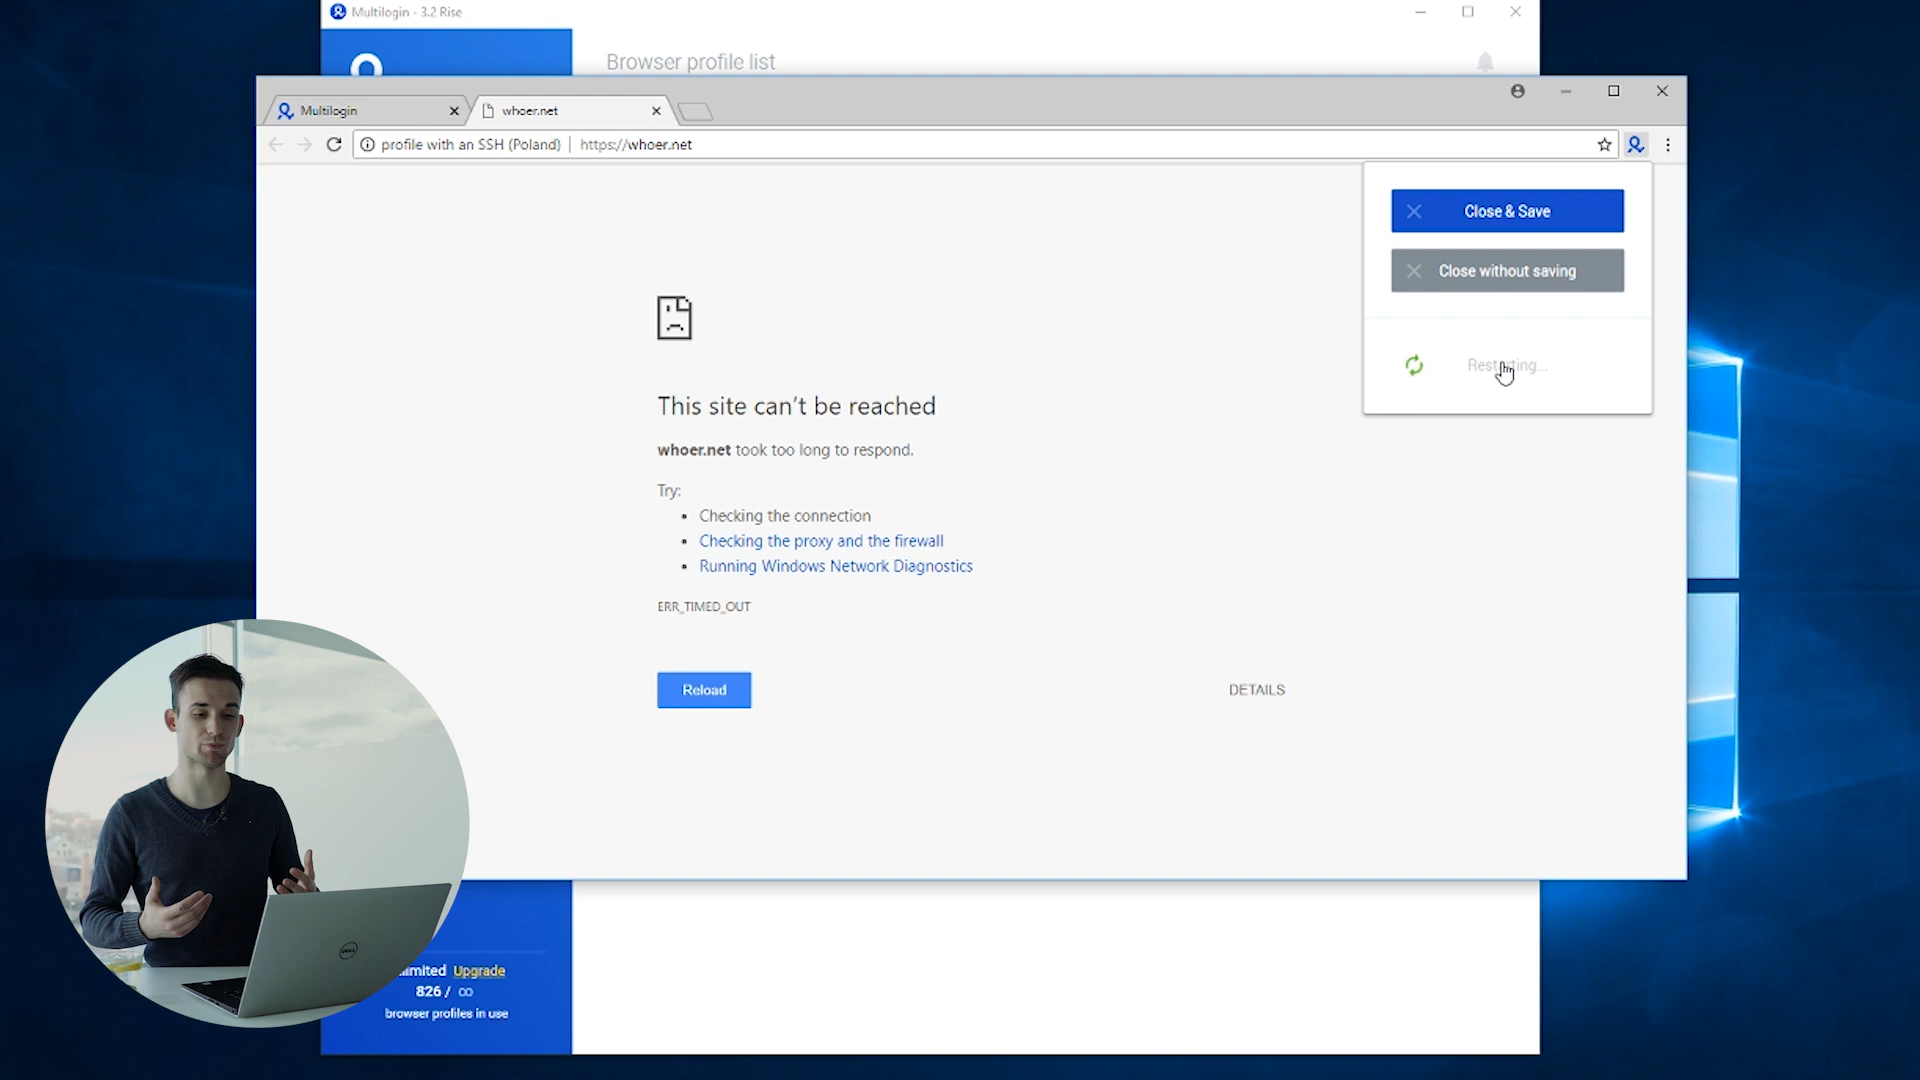 Multilogin - 3.2 Rise
Browser profile list
Multilogin
whoer.net
profile with an SSH (Poland) | https://whoer.net
Close & Save
Close without saving
Restarting...
This site can't be reached
whoer.net took too long to respond.
Try:
• Checking the connection
• Checking the proxy and the firewall
• Running Windows Network Diagnostics
ERR_TIMED_OUT
Reload
DETAILS
DELL
Upgrade
826 / ∞
browser profiles in use